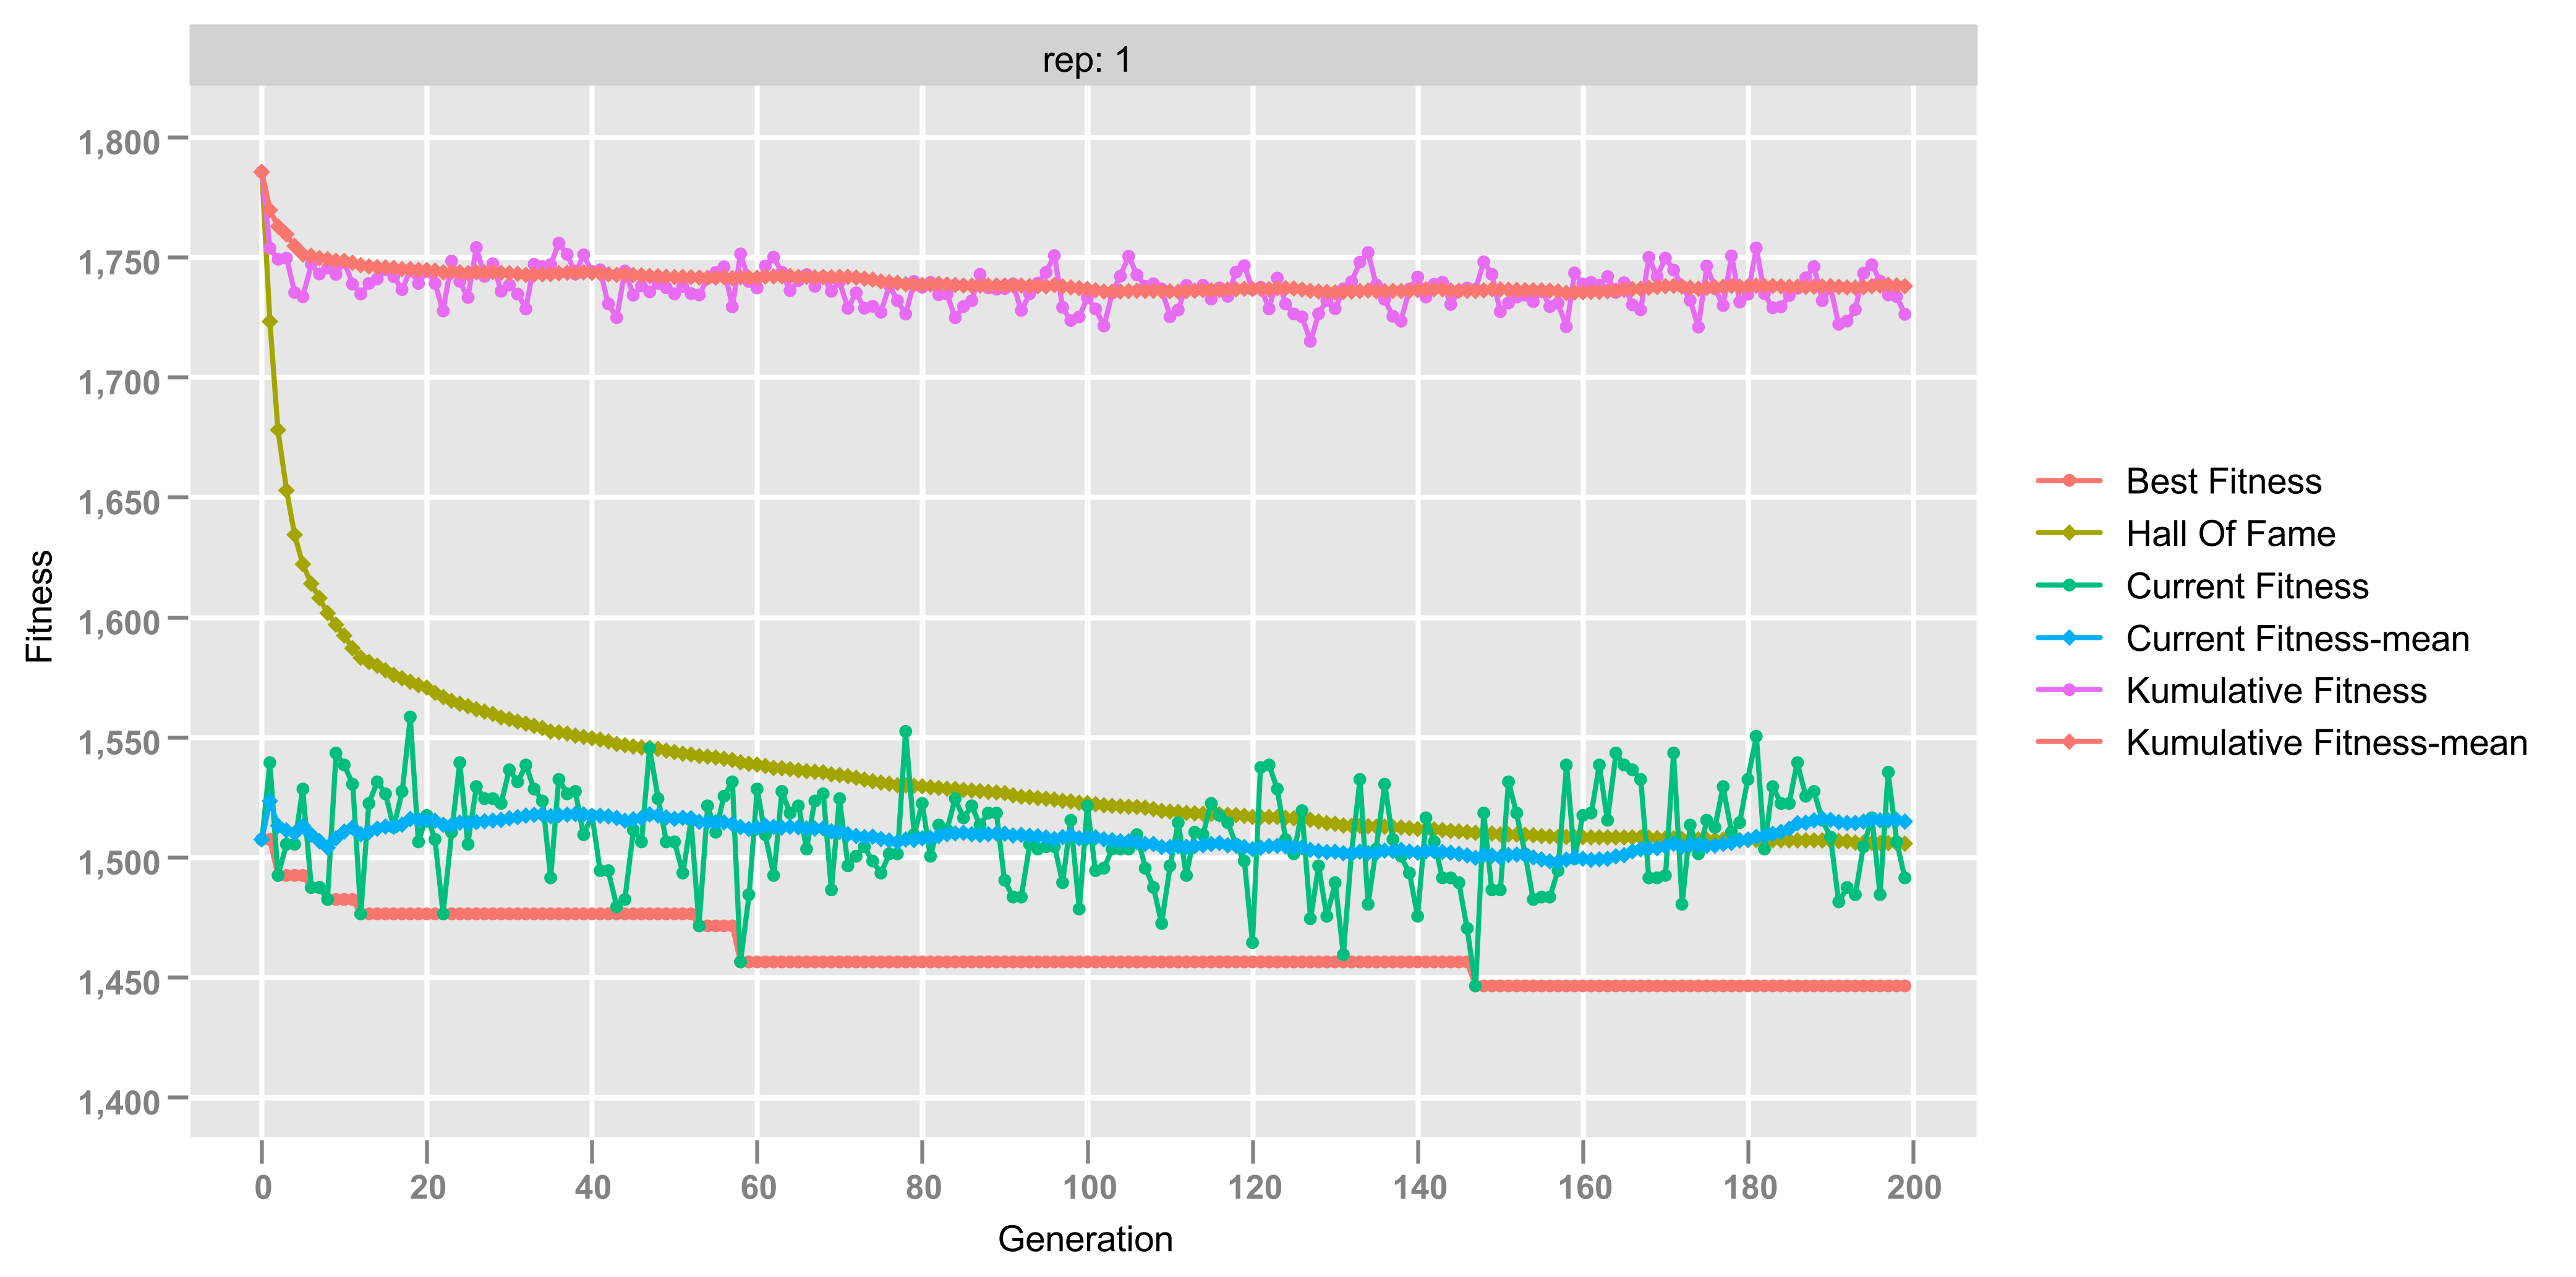 rep: 1
1,800
1,750
1,700
1,650
1,600
1,550
1,500
1,450
1,400
Fitness
0 20 40 60 80 100 120 140 160 180 200
Generation
Best Fitness
Hall Of Fame
Current Fitness
Current Fitness-mean
Kumulative Fitness
Kumulative Fitness-mean